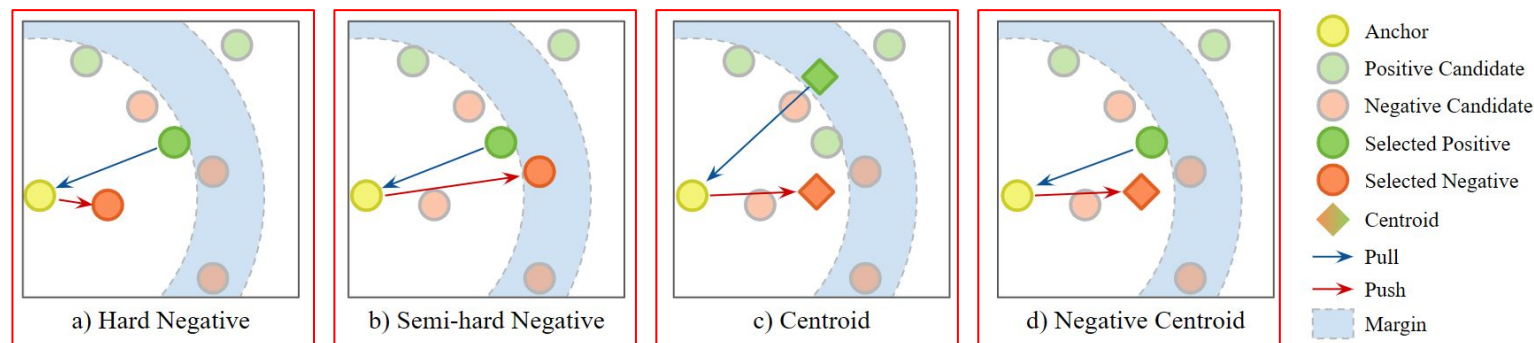 a) Hard Negative
b) Semi-hard Negative
c) Centroid
d) Negative Centroid
Anchor
Positive Candidate
Negative Candidate
Selected Positive
Selected Negative
Centroid
Pull
Push
Margin